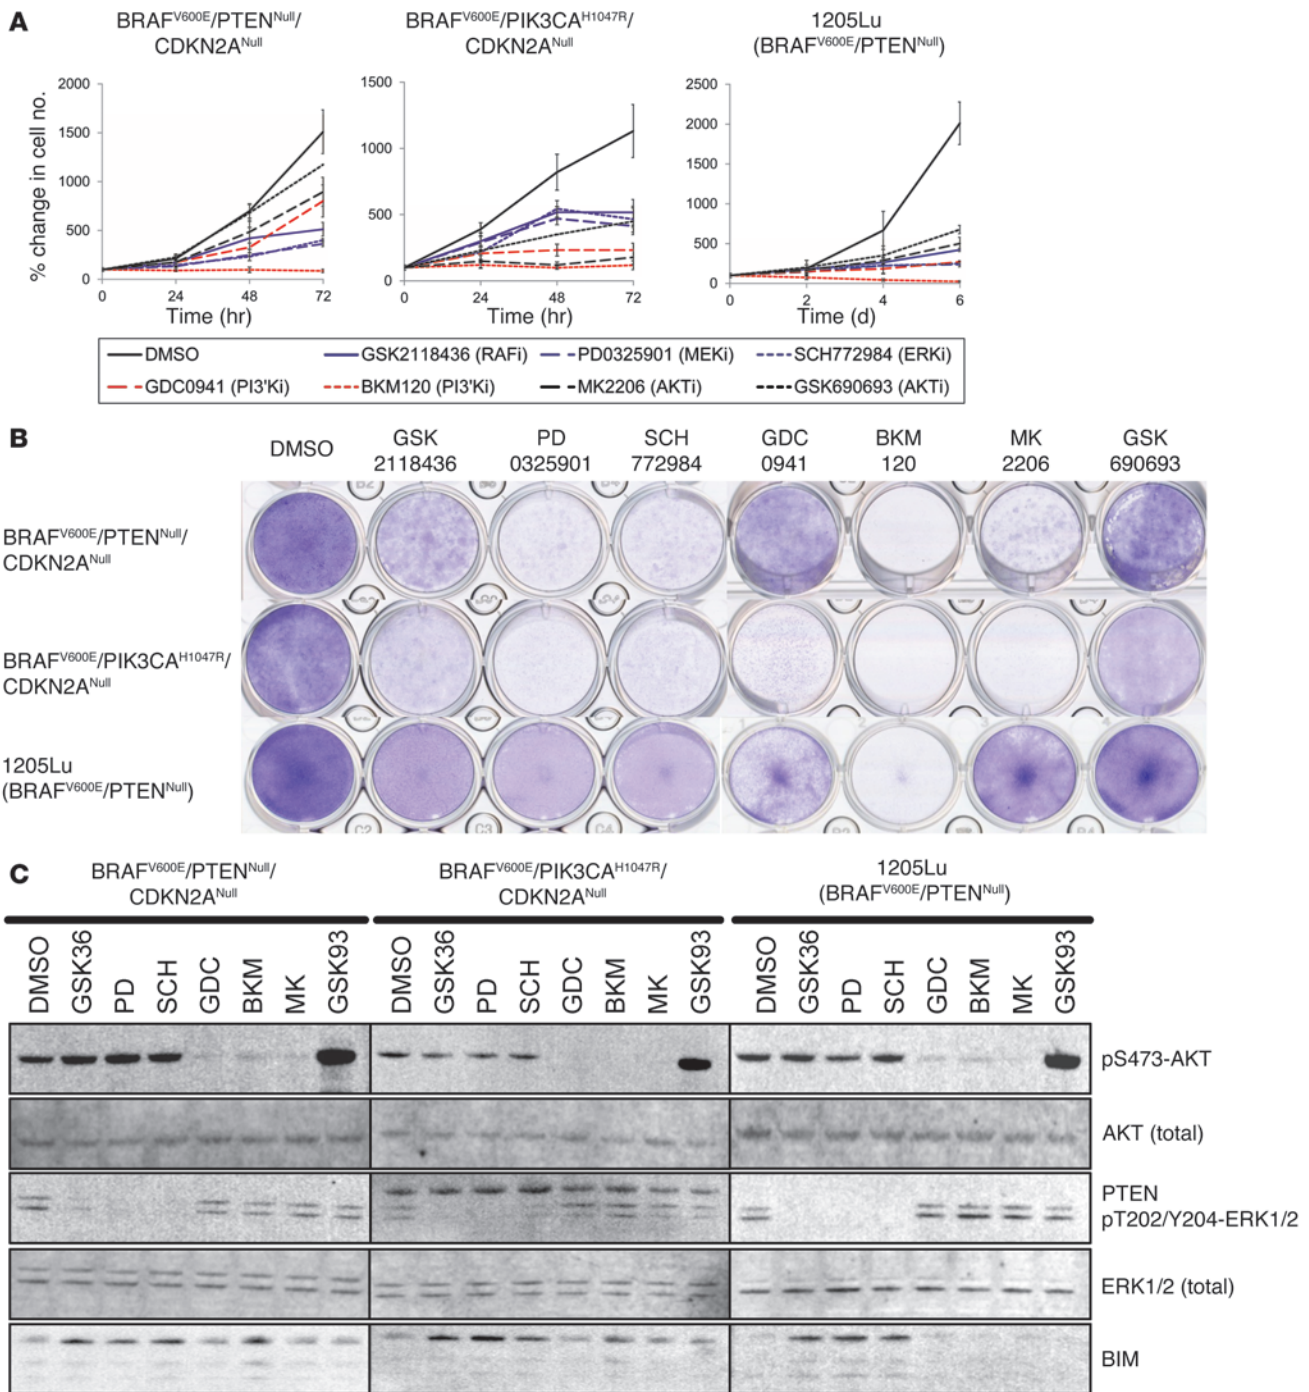 A
BRAFV600E/PTENNull/
CDKN2ANull
BRAFV600E/PIK3CAH1047R/
CDKN2ANull
1205Lu
(BRAFV600E/PTENNull)
% change in cell no.
2000
1500
1000
500
0
0 24 48 72
Time (hr)
1500
1000
500
0
0 24 48 72
Time (hr)
2500
2000
1500
1000
500
0
0 2 4 6
Time (d)
DMSO GSK2118436 (RAFi) PD0325901 (MEKi) SCH772984 (ERKi)
GDC0941 (PI3'Ki) BKM120 (PI3'Ki) MK2206 (AKTi) GSK690693 (AKTi)
B
DMSO GSK PD SCH GDC BKM MK GSK
2118436 0325901 772984 0941 120 2206 690693
BRAFV600E/PTENNull/
CDKN2ANull
BRAFV600E/PIK3CAH1047R/
CDKN2ANull
1205Lu
(BRAFV600E/PTENNull)
C2 C3
C
BRAFV600E/PTENNull/
CDKN2ANull
BRAFV600E/PIK3CAH1047R/
CDKN2ANull
1205Lu
(BRAFV600E/PTENNull)
DMSO GSK36 PD SCH GDC BKM MK GSK93
DMSO GSK36 PD SCH GDC BKM MK GSK93
DMSO GSK36 PD SCH GDC BKM MK GSK93
pS473-AKT
AKT (total)
PTEN
pT202/Y204-ERK1/2
ERK1/2 (total)
BIM